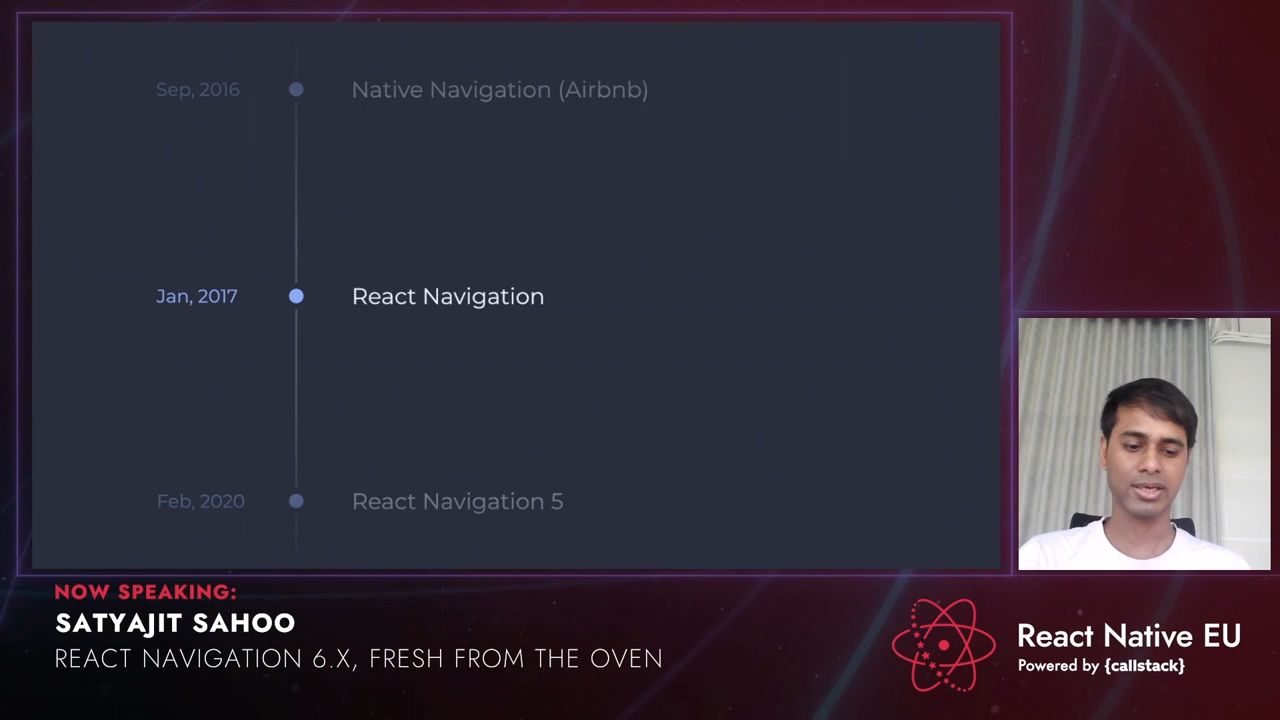 Sep, 2016 Native Navigation (Airbnb)
Jan, 2017 React Navigation
Feb, 2020 React Navigation 5
NOW SPEAKING:
SATYAJIT SAHOO
REACT NAVIGATION 6.X, FRESH FROM THE OVEN
React Native EU
Powered by {callstack}